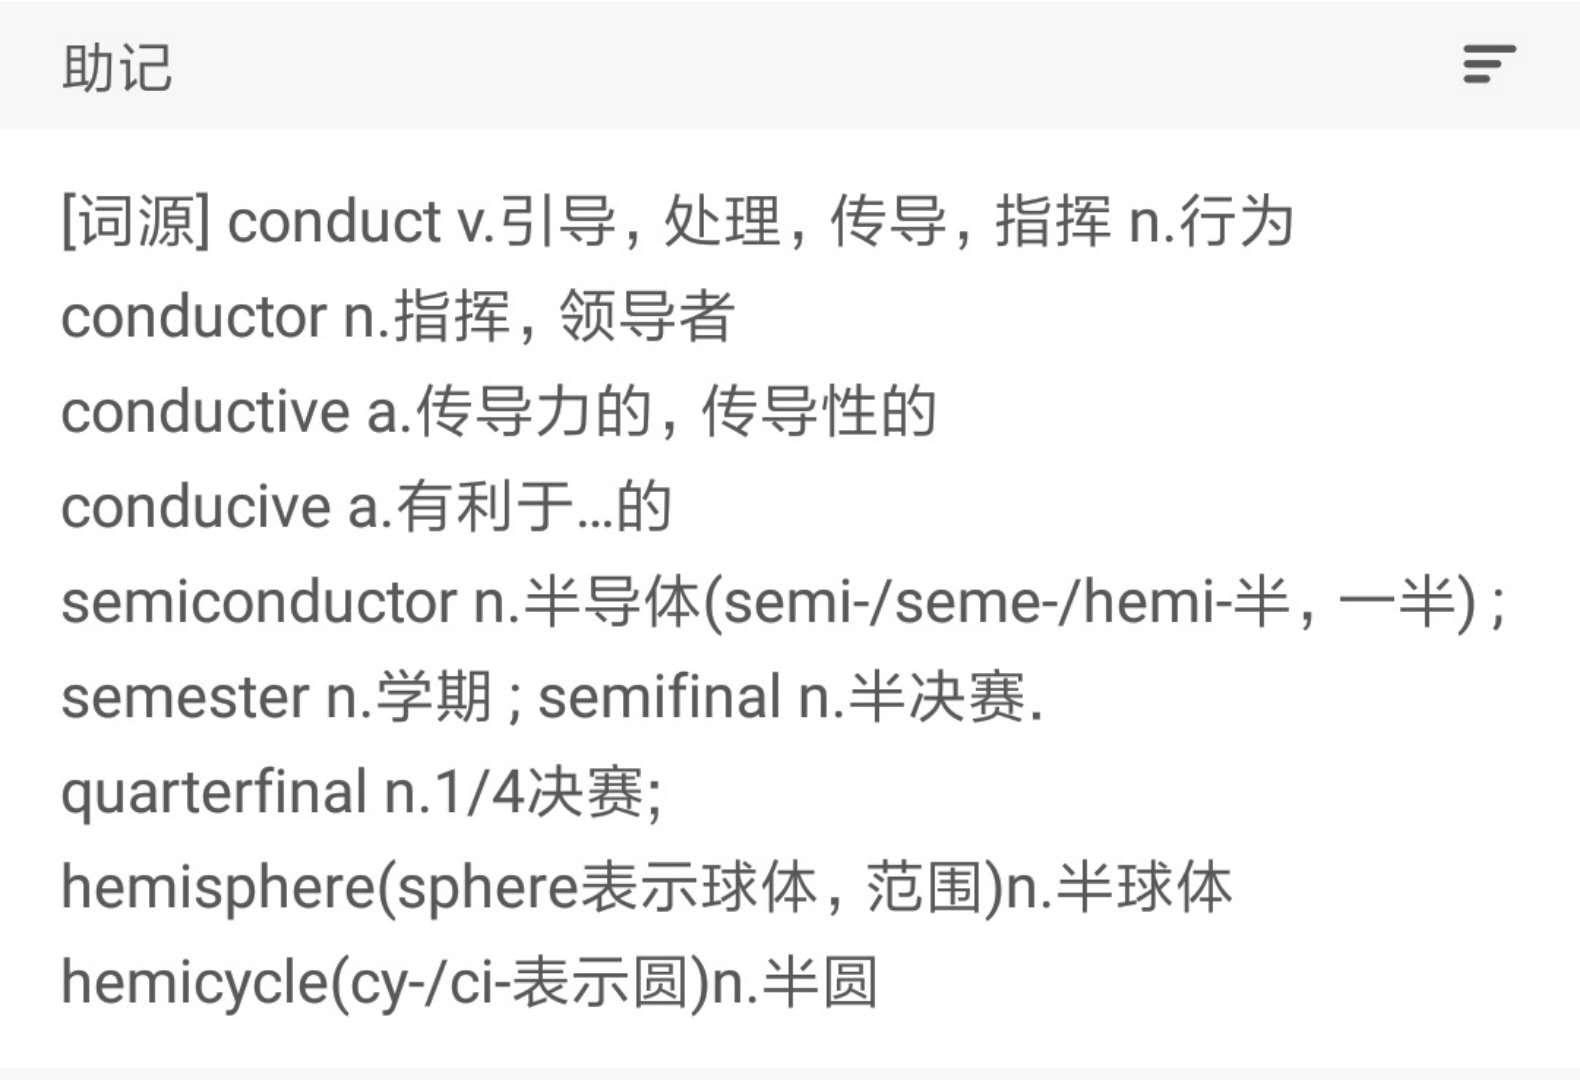 助记
[词源] conduct v.引导，处理，传导，指挥 n.行为
conductor n.指挥，领导者
conductive a.传导力的，传导性的
conducive a.有利于...的
semiconductor n.半导体(semi-/seme-/hemi-半，一半)；
semester n.学期；semifinal n.半决赛.
quarterfinal n.1/4决赛;
hemisphere(sphere表示球体，范围)n.半球体
hemicycle(cy-/ci-表示圆)n.半圆